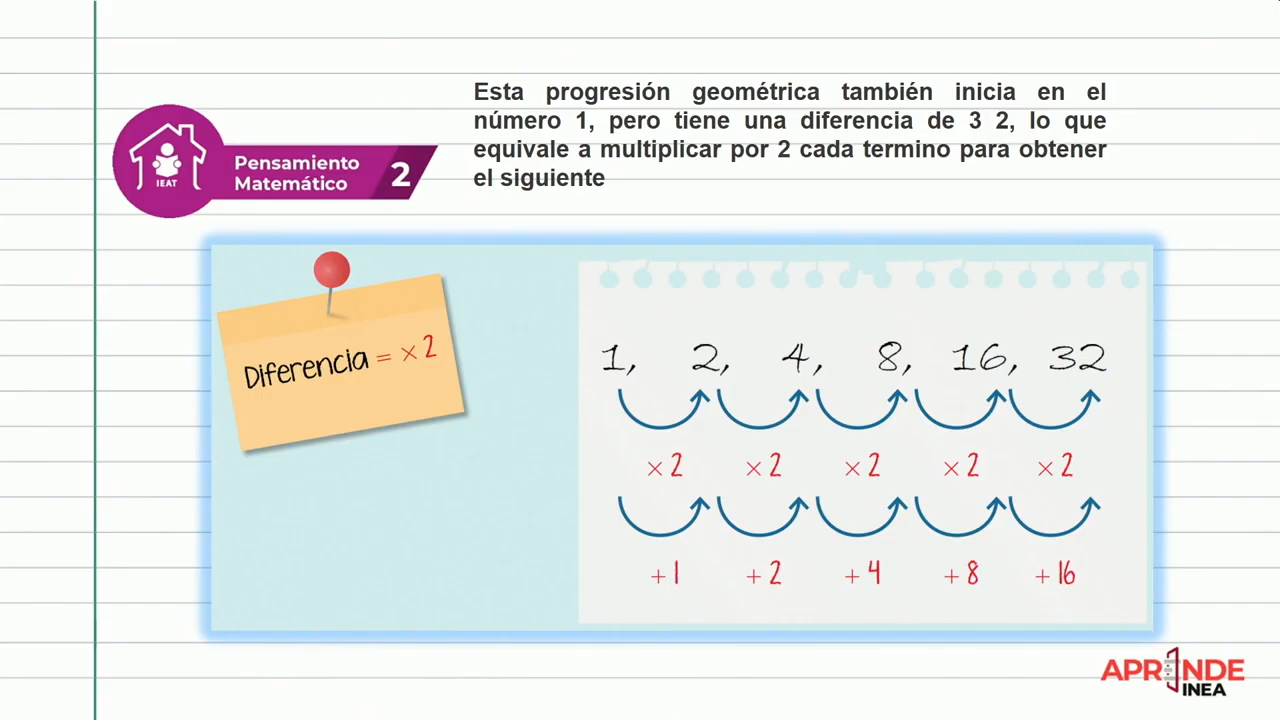 Esta progresión geométrica también inicia en el
número 1, pero tiene una diferencia de 3 2, lo que
equivale a multiplicar por 2 cada termino para obtener
el siguiente
IEAT
Pensamiento
Matemático 2
Diferencia = × 2
1, 2, 4, 8, 16, 32
× 2 × 2 × 2 × 2 × 2
+ 1 + 2 + 4 + 8 + 16
APRENDE
INEA